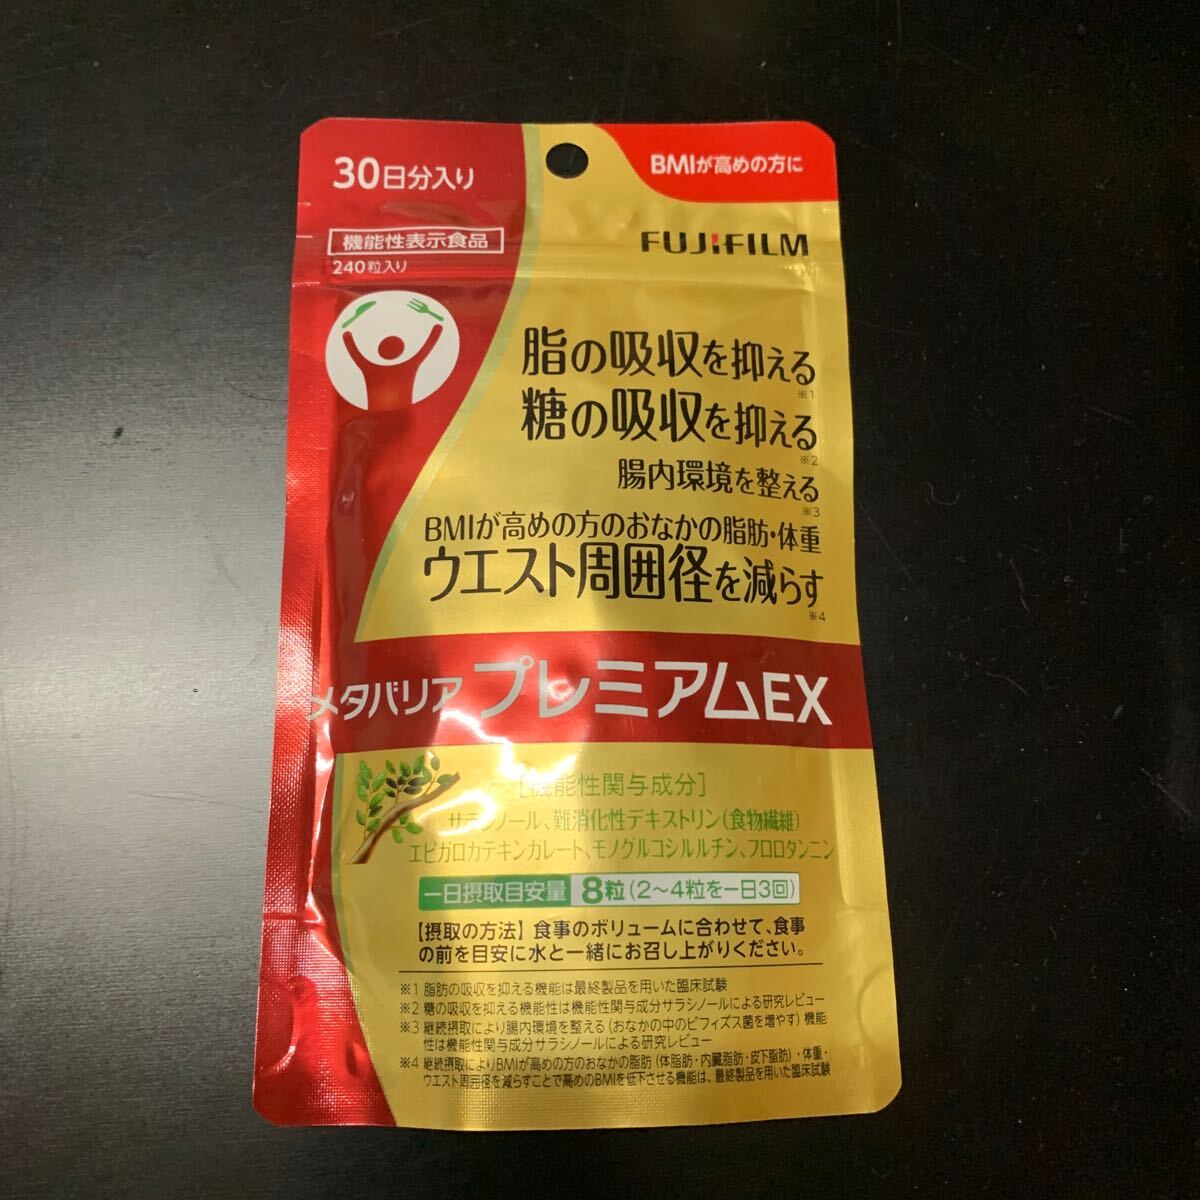 30日分入り
BMIが高めの方に
機能性表示食品
240粒入り
FUJIFILM
脂の吸収を抑える
※1
糖の吸収を抑える
※2
腸内環境を整える
※3
BMIが高めの方のおなかの脂肪・体重
ウエスト周囲径を減らす
※4
メタバリア プレミアムEX
[機能性関与成分]
サラシノール、難消化性デキストリン(食物繊維)
エピガロカテキンガレート、モノグルコシルルチン、フロロタンニン
一日摂取目安量 8粒(2~4粒を一日3回)
【摂取の方法】食事のボリュームに合わせて、食事
の前を目安に水と一緒にお召し上がりください。
※1 脂肪の吸収を抑える機能は最終製品を用いた臨床試験
※2 糖の吸収を抑える機能性は機能性関与成分サラシノールによる研究レビュー
※3 継続摂取により腸内環境を整える(おなかの中のビフィズス菌を増やす)機能
性は機能性関与成分サラシノールによる研究レビュー
※4 継続摂取によりBMIが高めの方のおなかの脂肪(体脂肪・内臓脂肪・皮下脂肪)・体重・
ウエスト周囲径を減らすことで高めのBMIを低下させる機能は、最終製品を用いた臨床試験